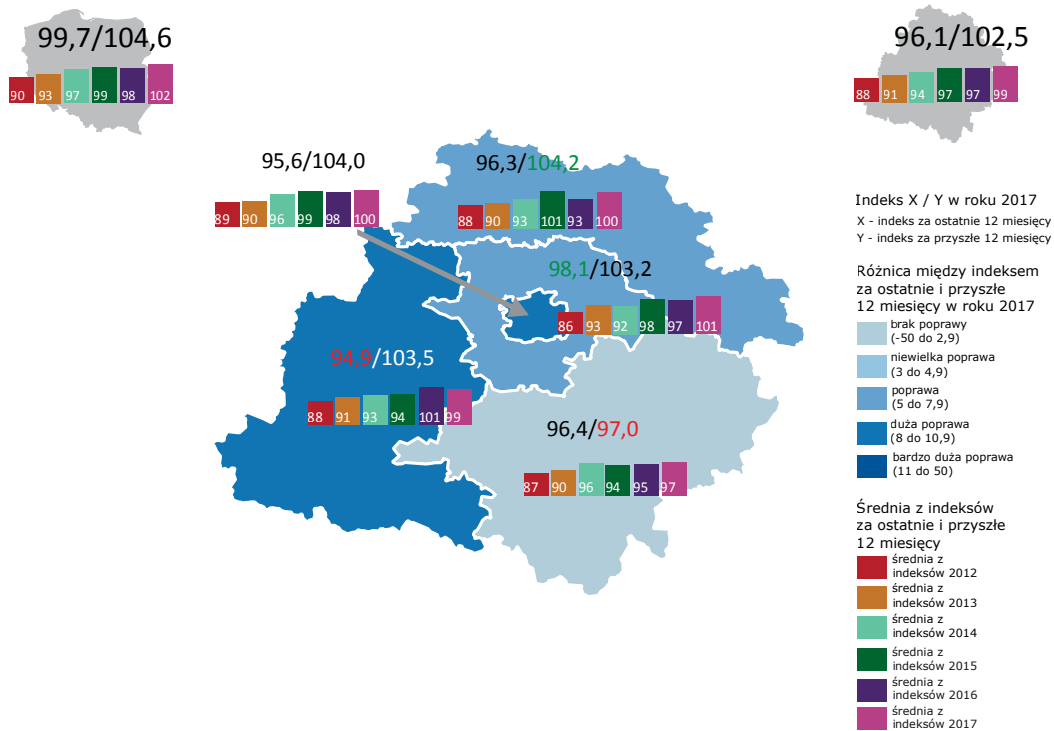 99,7/104,6
90 93 97 99 98 102
96,1/102,5
88 91 94 97 97 99
95,6/104,0
89 90 96 99 98 100
96,3/104,2
88 90 93 101 93 100
98,1/103,2
86 93 92 98 97 101
94,9/103,5
88 91 93 94 101 99
96,4/97,0
87 90 96 94 95 97
Indeks X / Y w roku 2017
X - indeks za ostatnie 12 miesięcy
Y - indeks za przyszłe 12 miesięcy
Różnica między indeksem
za ostatnie i przyszłe
12 miesięcy w roku 2017
brak poprawy
(-50 do 2,9)
niewielka poprawa
(3 do 4,9)
poprawa
(5 do 7,9)
duża poprawa
(8 do 10,9)
bardzo duża poprawa
(11 do 50)
Średnia z indeksów
za ostatnie i przyszłe
12 miesięcy
średnia z
indeksów 2012
średnia z
indeksów 2013
średnia z
indeksów 2014
średnia z
indeksów 2015
średnia z
indeksów 2016
średnia z
indeksów 2017